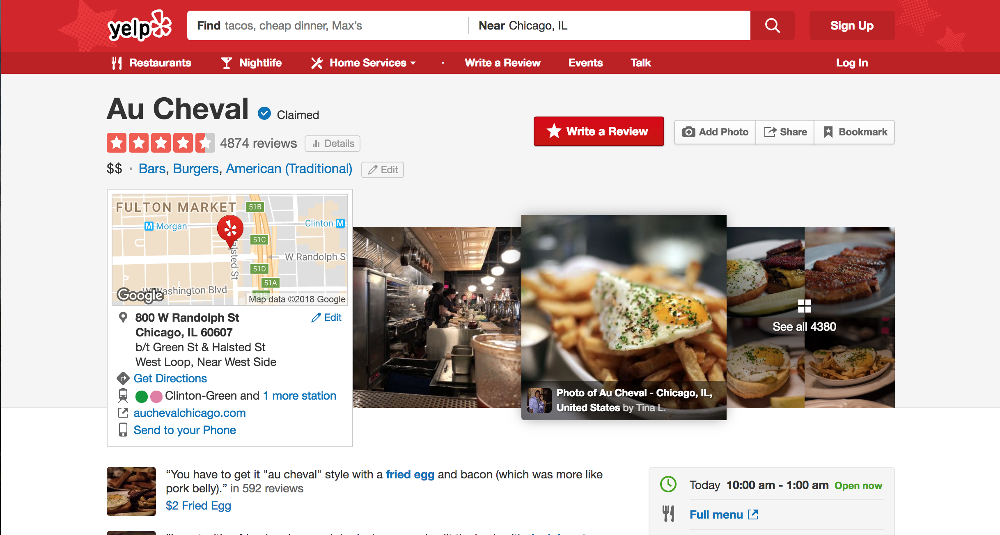 yelp
Find tacos, cheap dinner, Max's
Near Chicago, IL
Sign Up
Restaurants
Nightlife
Home Services
·
Write a Review
Events
Talk
Log In
Au Cheval
Claimed
Write a Review
Add Photo
Share
Bookmark
4874 reviews
Details
$$ · Bars, Burgers, American (Traditional)
Edit
FULTON MARKET
51B
M Morgan
Clinton M
51C
W Randolph St
51D
51A
W Washington Blvd
Google
Map data ©2018 Google
800 W Randolph St
Edit
Chicago, IL 60607
b/t Green St & Halsted St
West Loop, Near West Side
Get Directions
Clinton-Green and 1 more station
auchevalchicago.com
Send to your Phone
Photo of Au Cheval - Chicago, IL,
United States by Tina L.
See all 4380
“You have to get it "au cheval" style with a fried egg and bacon (which was more like
pork belly).” in 592 reviews
$2 Fried Egg
Today 10:00 am - 1:00 am Open now
Full menu